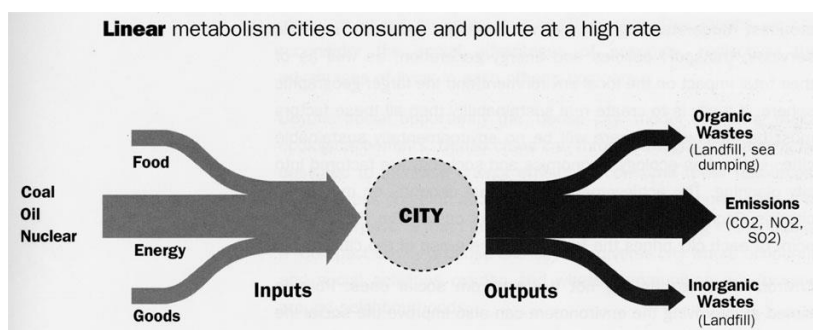 Linear metabolism cities consume and pollute at a high rate
Food
Coal
Oil
Nuclear
Energy
Goods
Inputs
CITY
Outputs
Organic
Wastes
(Landfill, sea
dumping)
Emissions
(CO2, NO2,
SO2)
Inorganic
Wastes
(Landfill)